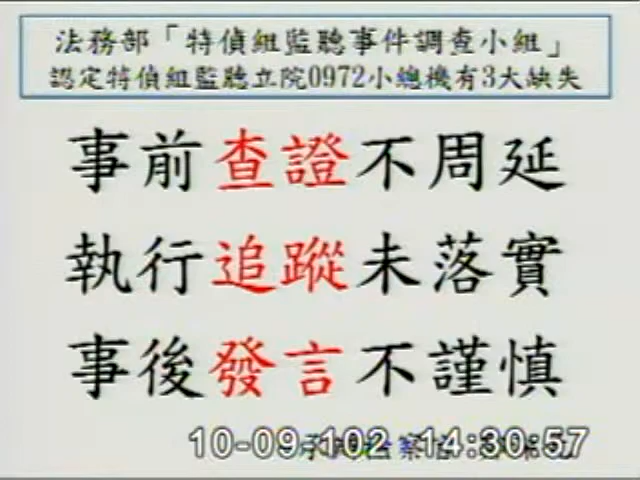 法務部「特偵組監聽事件調查小組」
認定特偵組監聽立院0972小總機有3大缺失
事前查證不周延
執行追蹤未落實
事後發言不謹慎
10-09-102 14:30:57